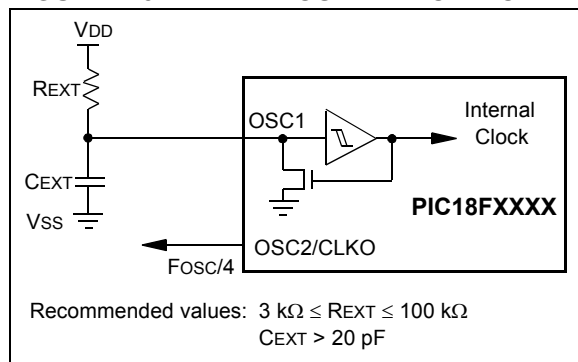 VDD
REXT
OSC1
Internal
Clock
CEXT
PIC18FXXXX
VSS
OSC2/CLKO
FOSC/4
Recommended values: 3 kΩ ≤ REXT ≤ 100 kΩ
CEXT > 20 pF